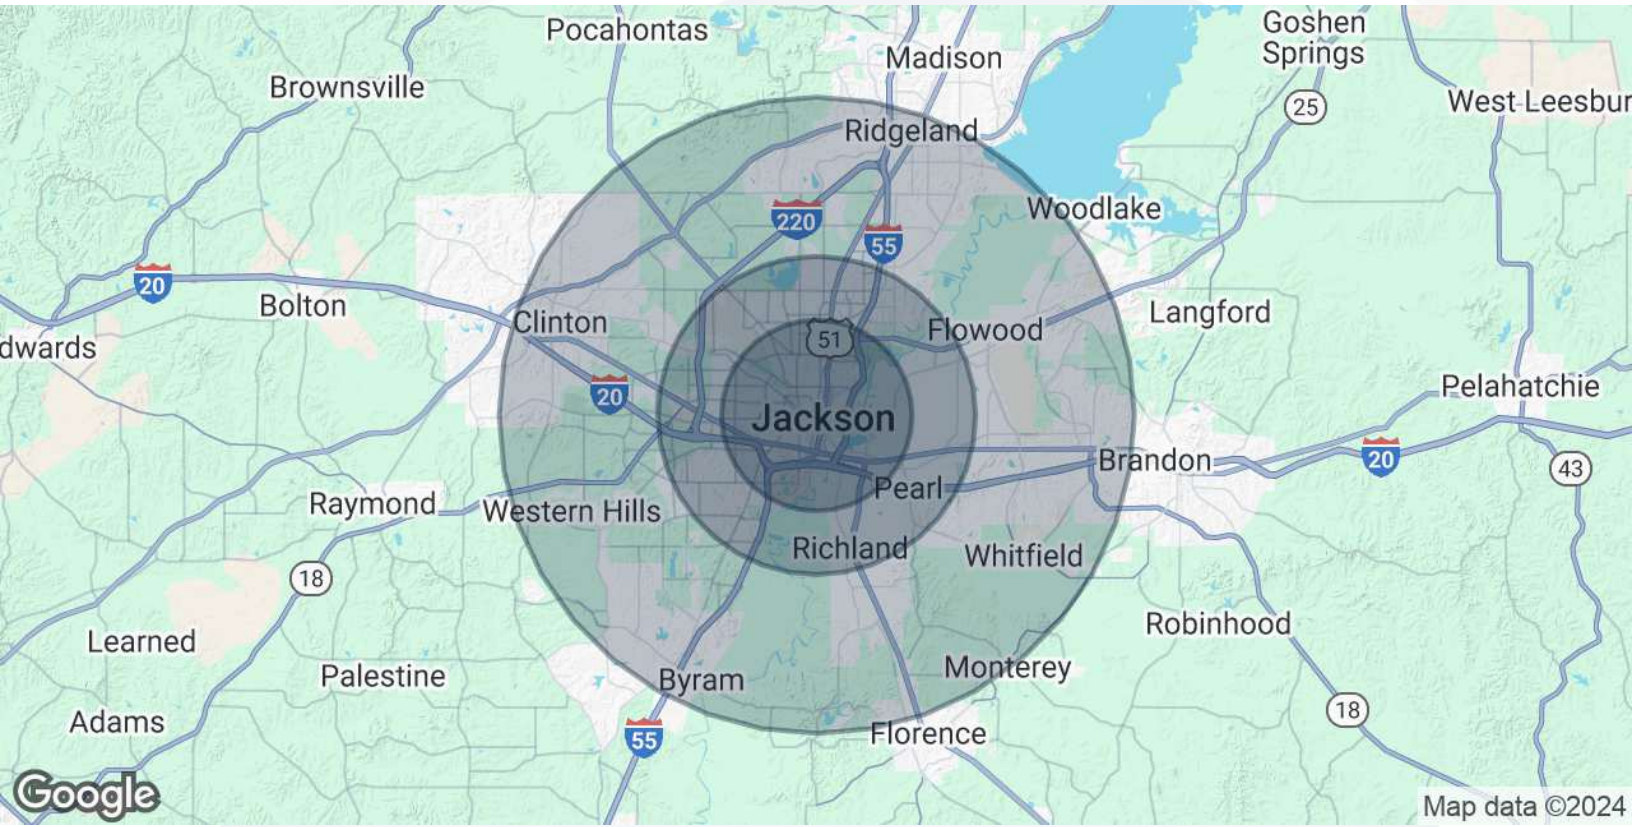 Pocahontas
Madison
Goshen
Springs
Brownsville
25
West Leesbur
Ridgeland
Woodlake
220
55
20
Bolton
Clinton
51
Flowood
Langford
dwards
20
Jackson
Pelahatchie
Brandon
20
43
Pearl
Raymond
Western Hills
Richland
Whitfield
18
Robinhood
Learned
Palestine
Byram
Monterey
18
Adams
55
Florence
Google
Map data ©2024